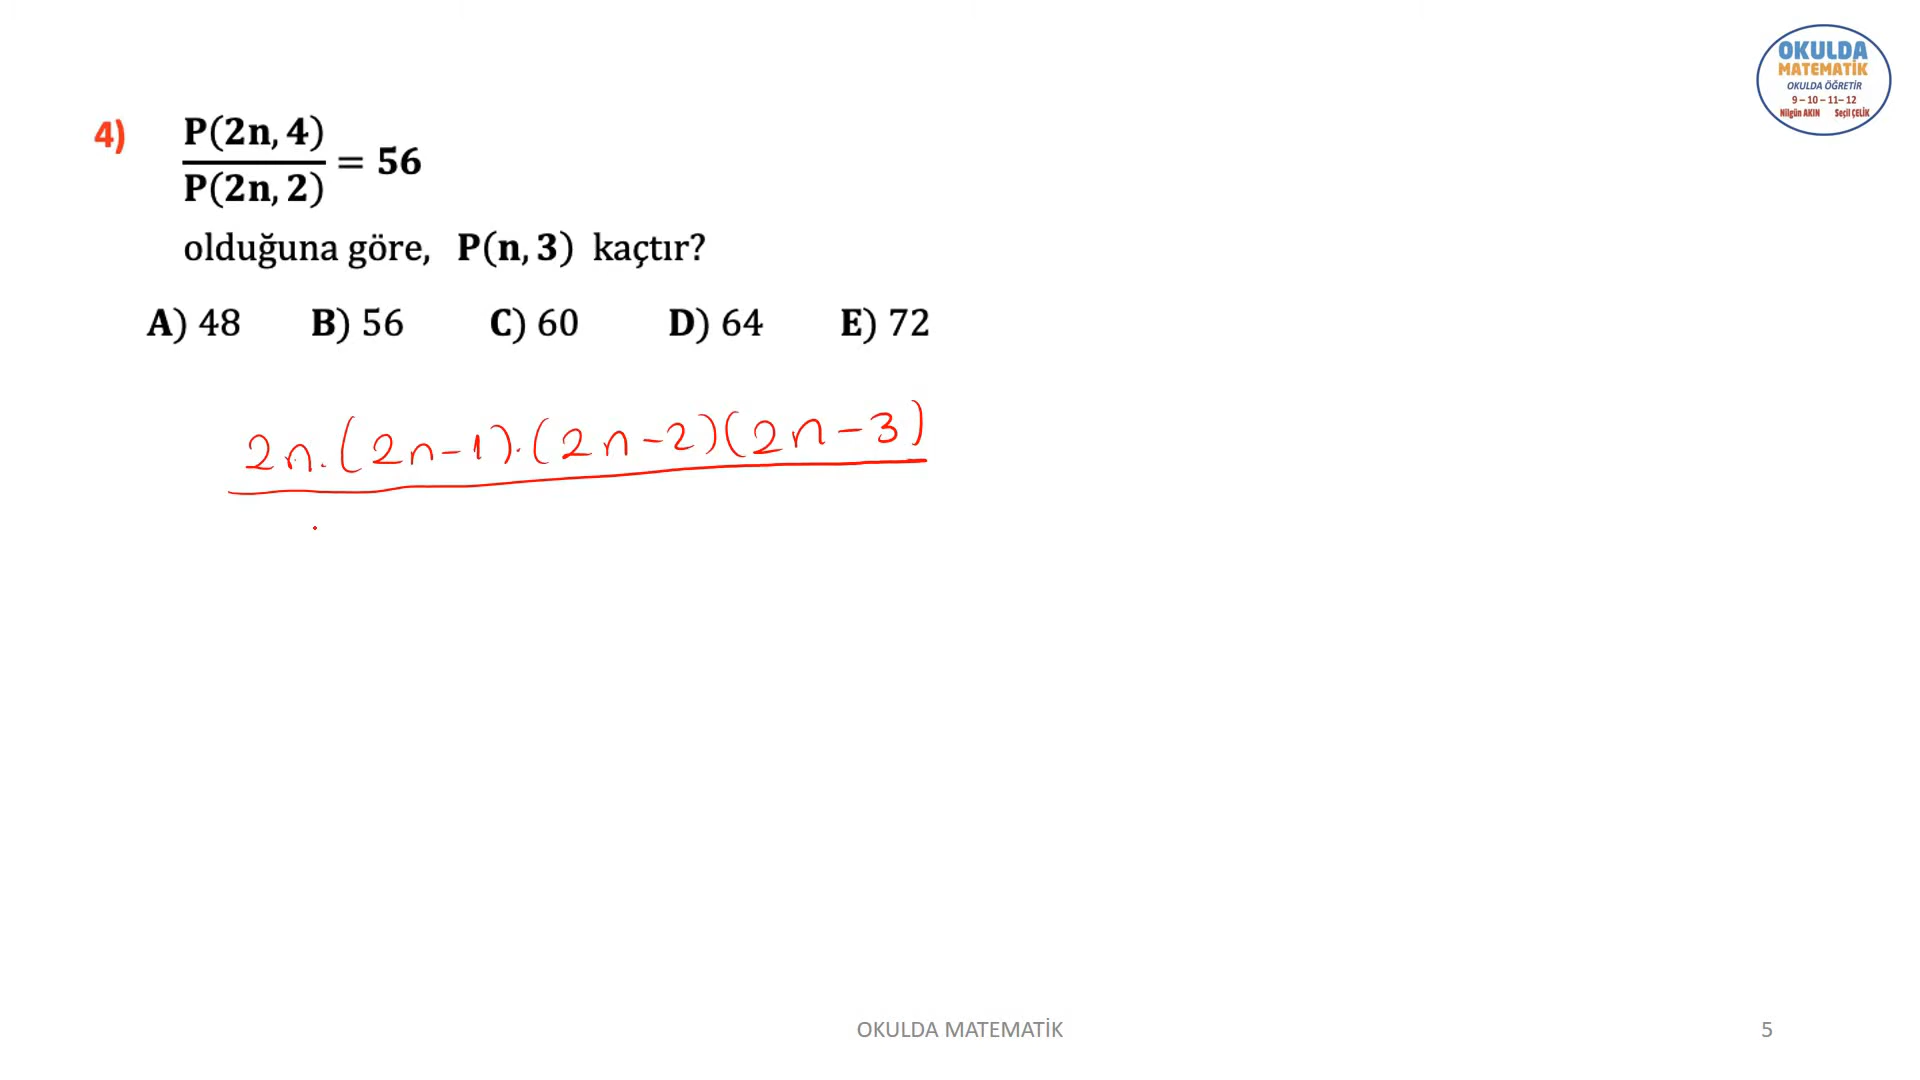 OKULDA
MATEMATİK
OKULDA ÖĞRETİR
9 – 10 – 11– 12
Nilgün AKIN Seçil ÇELİK
4) P(2n, 4)
P(2n, 2)
= 56
olduğuna göre, P(n, 3) kaçtır?
A) 48 B) 56 C) 60 D) 64 E) 72
2n.(2n-1).(2n-2)(2n-3)
OKULDA MATEMATİK 5